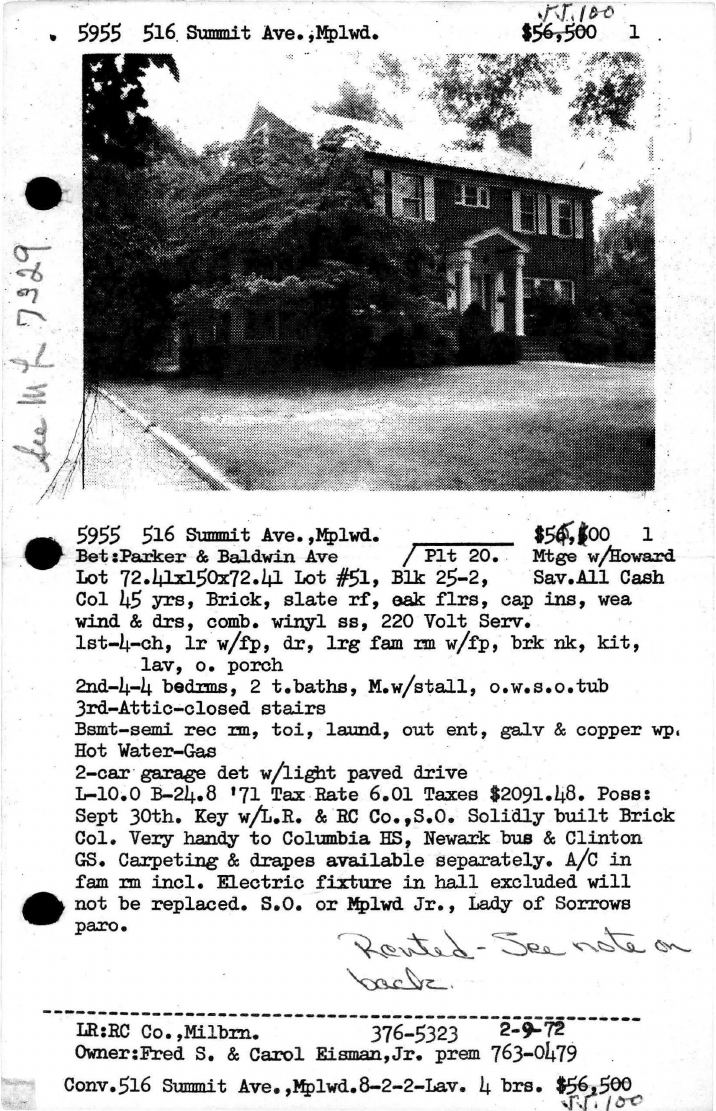 55,100
5955 516 Summit Ave.,Mplwd. $56,500 1
See ML 7329
5955 516 Summit Ave.,Mplwd. 1
Bet:Parker & Baldwin Ave / Plt 20. Mtge w/Howard
Lot 72.41x150x72.41 Lot #51, Blk 25-2, Sav.All Cash
Col 45 yrs, Brick, slate rf, oak flrs, cap ins, wea
wind & drs, comb. winyl ss, 220 Volt Serv.
1st-4-ch, lr w/fp, dr, lrg fam rm w/fp, brk nk, kit,
lav, o. porch
2nd-4-4 bedrms, 2 t.baths, M.w/stall, o.w.s.o.tub
3rd-Attic-closed stairs
Bsmt-semi rec rm, toi, laund, out ent, galv & copper wp.
Hot Water-Gas
2-car garage det w/light paved drive
L-10.0 B-24.8 '71 Tax Rate 6.01 Taxes $2091.48. Poss:
Sept 30th. Key w/L.R. & RC Co.,S.O. Solidly built Brick
Col. Very handy to Columbia HS, Newark bus & Clinton
GS. Carpeting & drapes available separately. A/C in
fam rm incl. Electric fixture in hall excluded will
not be replaced. S.O. or Mplwd Jr., Lady of Sorrows
paro.
Rented - See note on
back.
LR:RC Co.,Milbrn. 376-5323 2-9-72
Owner:Fred S. & Carol Eisman,Jr. prem 763-0479
Conv.516 Summit Ave.,Mplwd.8-2-2-Lav. 4 brs. $56,500
55,100